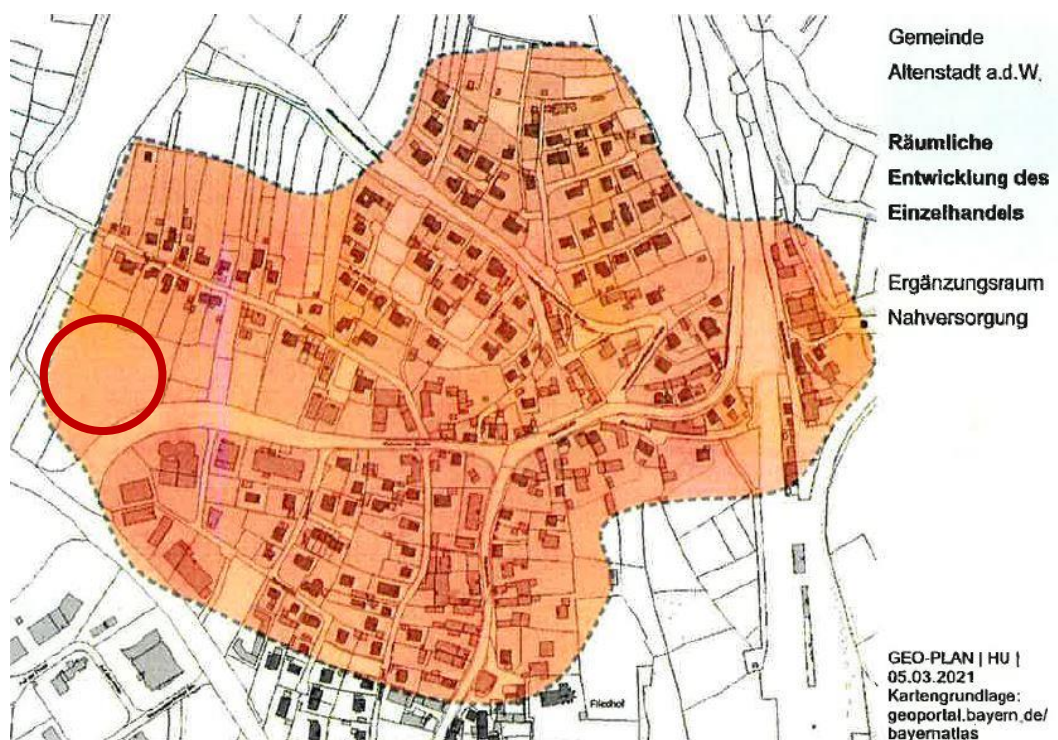 Gemeinde
Altenstadt a.d.W.
Räumliche
Entwicklung des
Einzelhandels
Ergänzungsraum
Nahversorgung
Friedhof
GEO-PLAN | HU |
05.03.2021
Kartengrundlage:
geoportal.bayern.de/
bayernatlas